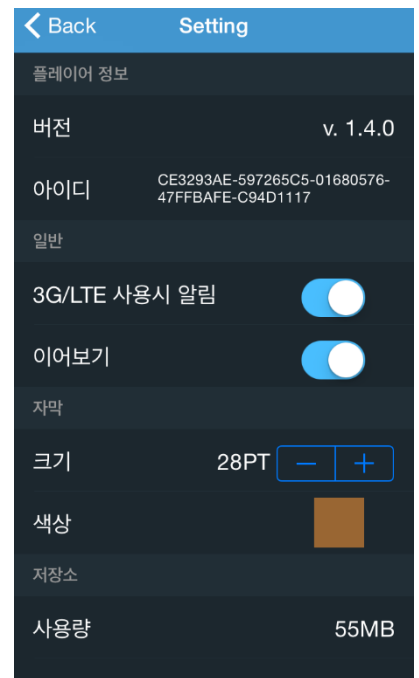 Back Setting
플레이어 정보
버전 v. 1.4.0
아이디 CE3293AE-597265C5-01680576-
47FFBAFE-C94D1117
일반
3G/LTE 사용시 알림
이어보기
자막
크기 28PT — +
색상
저장소
사용량 55MB